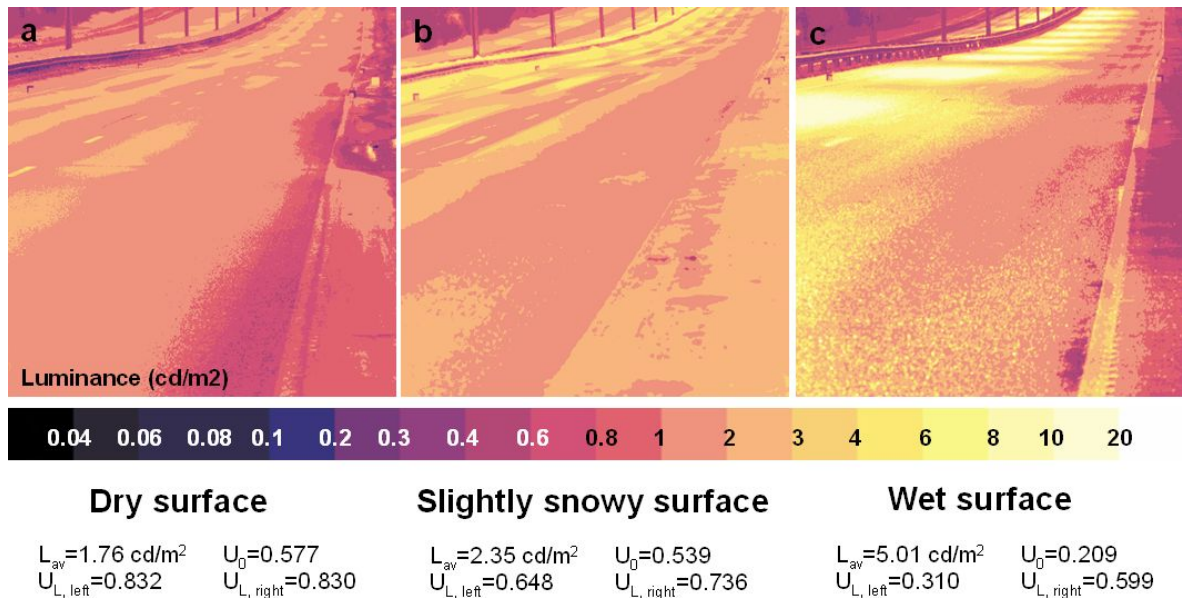 a b c
Luminance (cd/m2)
0.04 0.06 0.08 0.1 0.2 0.3 0.4 0.6 0.8 1 2 3 4 6 8 10 20
Dry surface Slightly snowy surface Wet surface
Lav=1.76 cd/m² U0=0.577 Lav=2.35 cd/m² U0=0.539 Lav=5.01 cd/m² U0=0.209
UL, left=0.832 UL, right=0.830 UL, left=0.648 UL, right=0.736 UL, left=0.310 UL, right=0.599